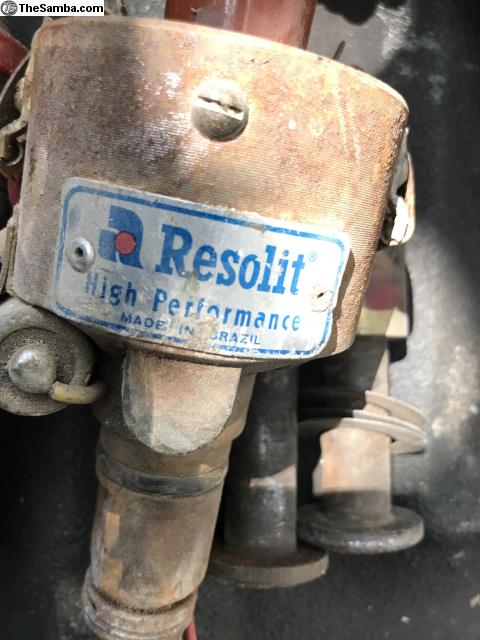 TheSamba.com
Resolit®
High Performance
MADE IN BRAZIL